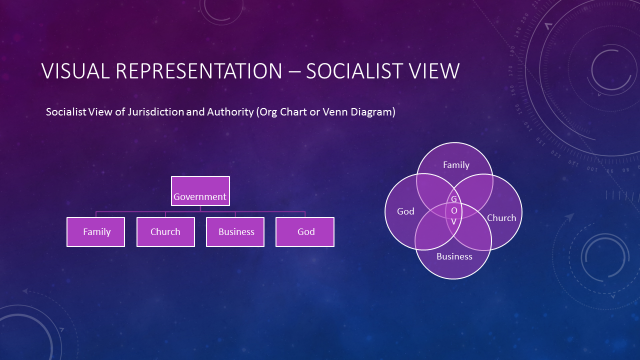 VISUAL REPRESENTATION – SOCIALIST VIEW
Socialist View of Jurisdiction and Authority (Org Chart or Venn Diagram)
Government
Family
Church
Business
God
Family
God
G
O
V
Church
Business